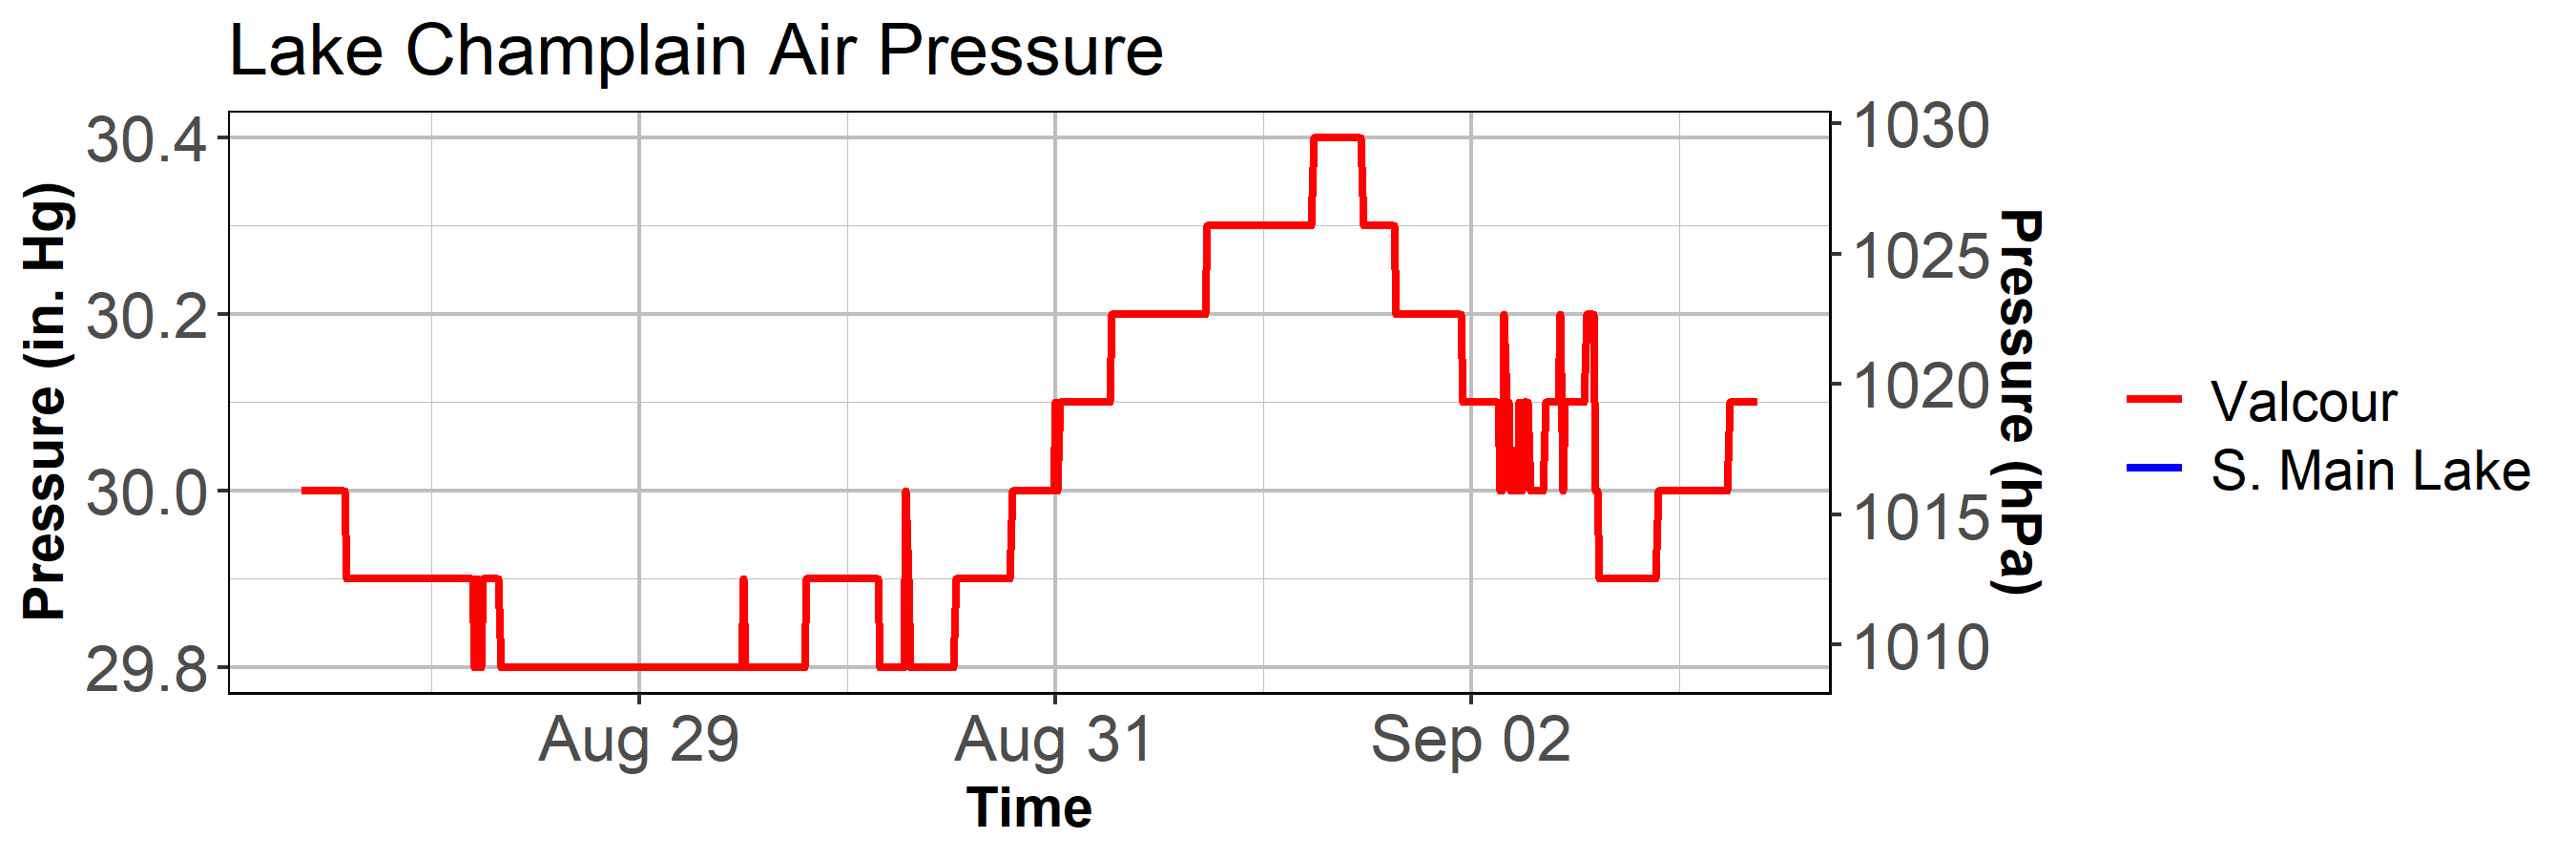 Lake Champlain Air Pressure
Pressure (in. Hg)
30.4
30.2
30.0
29.8
1030
1025
1020
1015
1010
Pressure (hPa)
Aug 29
Aug 31
Sep 02
Time
Valcour
S. Main Lake